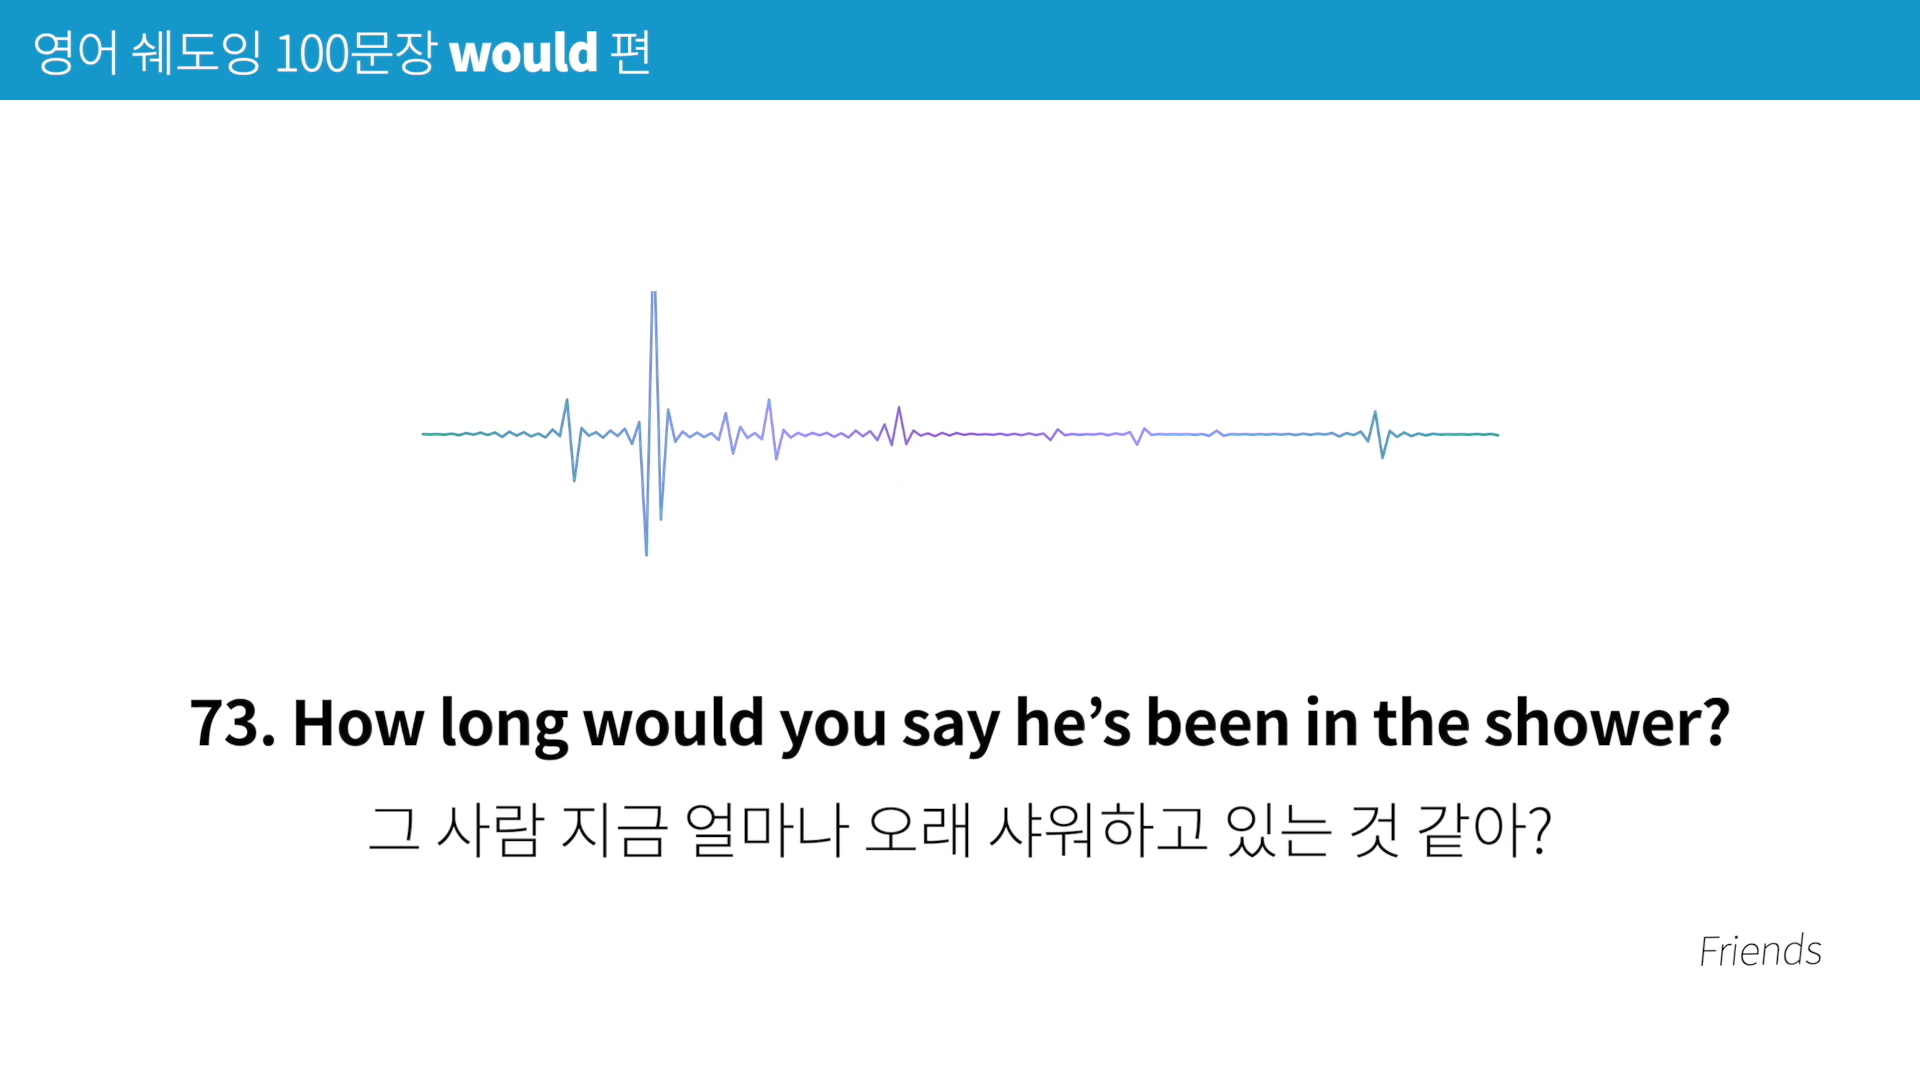 영어 쉐도잉 100문장 would 편
73. How long would you say he’s been in the shower?
그 사람 지금 얼마나 오래 샤워하고 있는 것 같아?
Friends